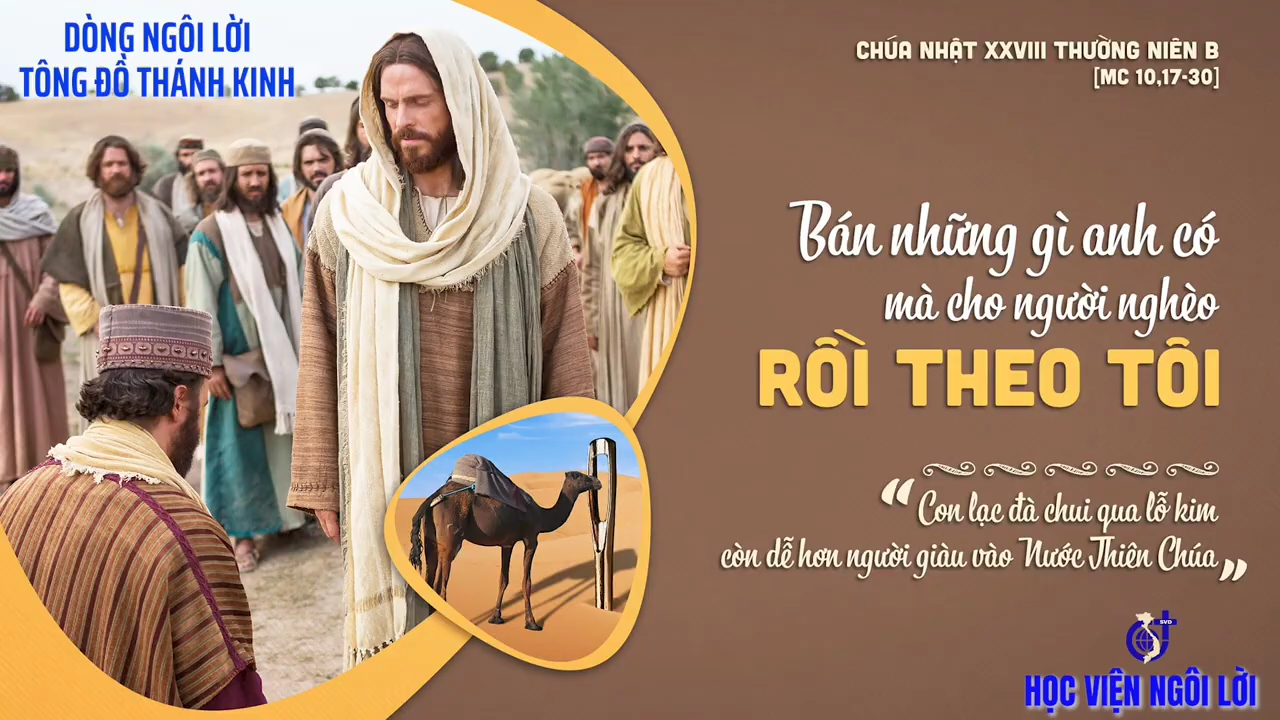 DÒNG NGÔI LỜI
TÔNG ĐỒ THÁNH KINH
CHÚA NHẬT XXVIII THƯỜNG NIÊN B
[MC 10,17-30]
Bán những gì anh có
mà cho người nghèo
RỒI THEO TÔI
“Con lạc đà chui qua lỗ kim
còn dễ hơn người giàu vào Nước Thiên Chúa„
SVD
HỌC VIỆN NGÔI LỜI